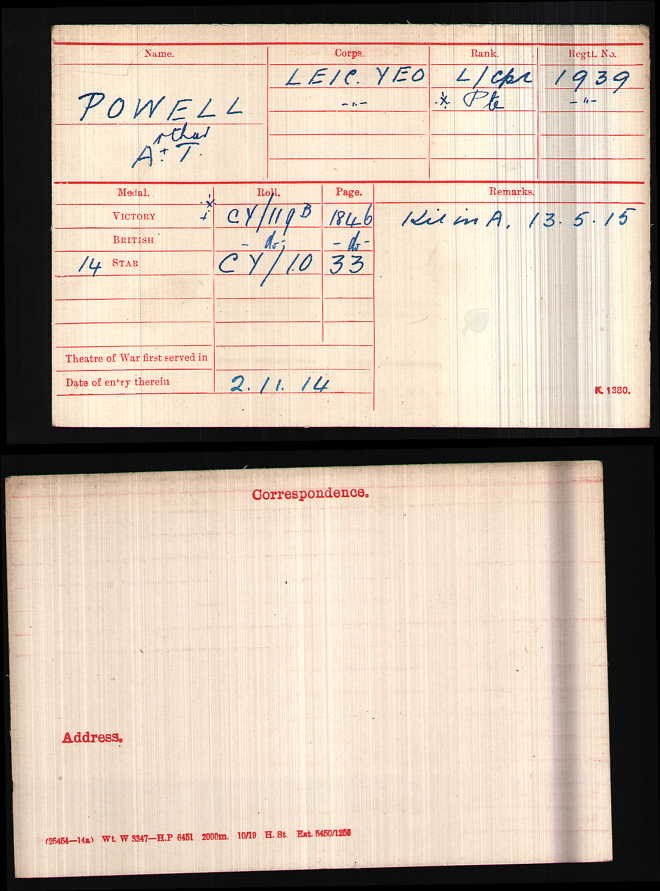 Name. Corps. Rank. Regtl. No.
LEIC. YEO L/Cpl 1939
POWELL -"- * Pte -"-
rthur
A + T.
Medal. Roll. Page. Remarks.
VICTORY CY/119B 1846 Kil in A. 13.5.15
BRITISH -do- -do-
14 STAR CY/10 33
Theatre of War first served in
Date of entry therein 2.11.14
K. 1380.
Correspondence.
Address.
(26454—14a) Wt. W 3347—H.P 6451 2000m. 10/19 H. St. Est. 5450/1256